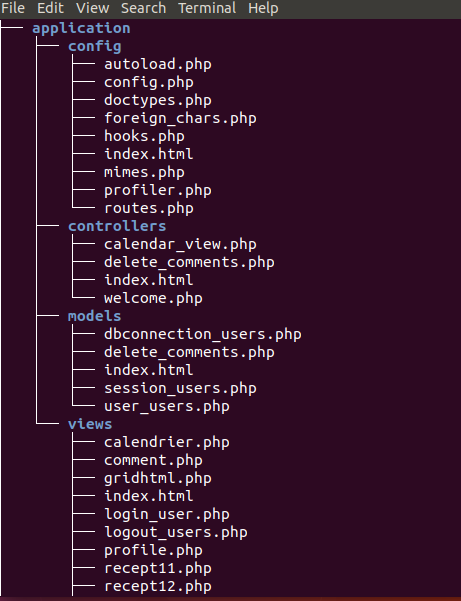 File Edit View Search Terminal Help
application
config
autoload.php
config.php
doctypes.php
foreign_chars.php
hooks.php
index.html
mimes.php
profiler.php
routes.php
controllers
calendar_view.php
delete_comments.php
index.html
welcome.php
models
dbconnection_users.php
delete_comments.php
index.html
session_users.php
user_users.php
views
calendrier.php
comment.php
gridhtml.php
index.html
login_user.php
logout_users.php
profile.php
recept11.php
recept12.php